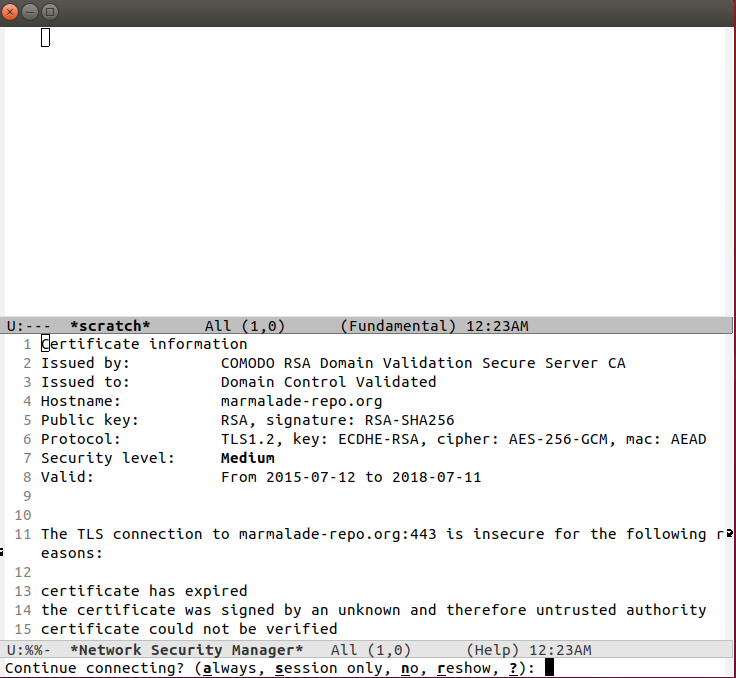 U:--- *scratch* All (1,0) (Fundamental) 12:23AM
1 Certificate information
2 Issued by: COMODO RSA Domain Validation Secure Server CA
3 Issued to: Domain Control Validated
4 Hostname: marmalade-repo.org
5 Public key: RSA, signature: RSA-SHA256
6 Protocol: TLS1.2, key: ECDHE-RSA, cipher: AES-256-GCM, mac: AEAD
7 Security level: Medium
8 Valid: From 2015-07-12 to 2018-07-11
9
10
11 The TLS connection to marmalade-repo.org:443 is insecure for the following r
easons:
12
13 certificate has expired
14 the certificate was signed by an unknown and therefore untrusted authority
15 certificate could not be verified
U:%%- *Network Security Manager* All (1,0) (Help) 12:23AM
Continue connecting? (always, session only, no, reshow, ?):